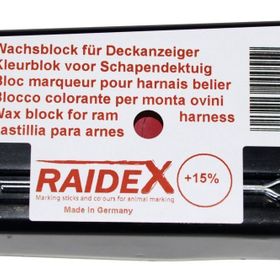 Wachsblock für Deckanzeiger
Kleurblok voor Schapendektuig
Bloc marqueur pour harnais belier
Blocco colorante per monta ovini
Wax block for ram harness
Pastillia para arnes
RAIDEX
+15%
Marking sticks and colours for animal marking
Made in Germany